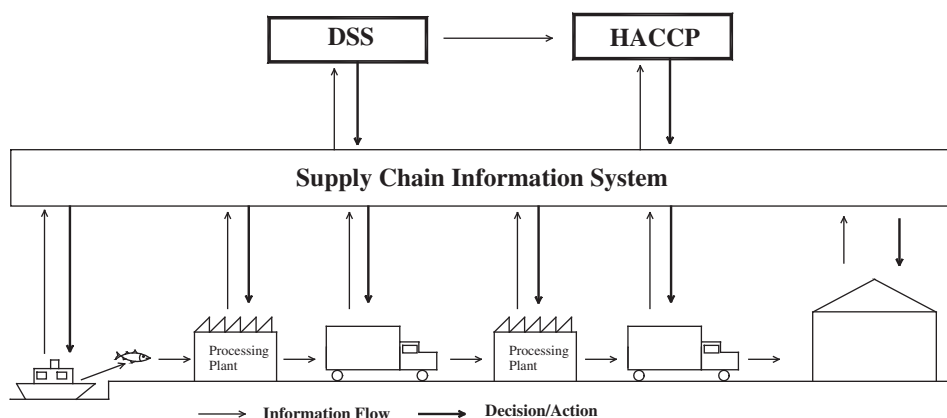 DSS
HACCP
Supply Chain Information System
Processing
Plant
Processing
Plant
Information Flow
Decision/Action